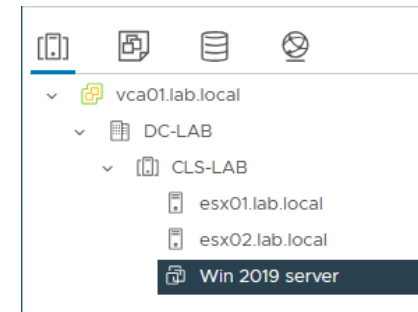 vca01.lab.local
DC-LAB
CLS-LAB
esx01.lab.local
esx02.lab.local
Win 2019 server